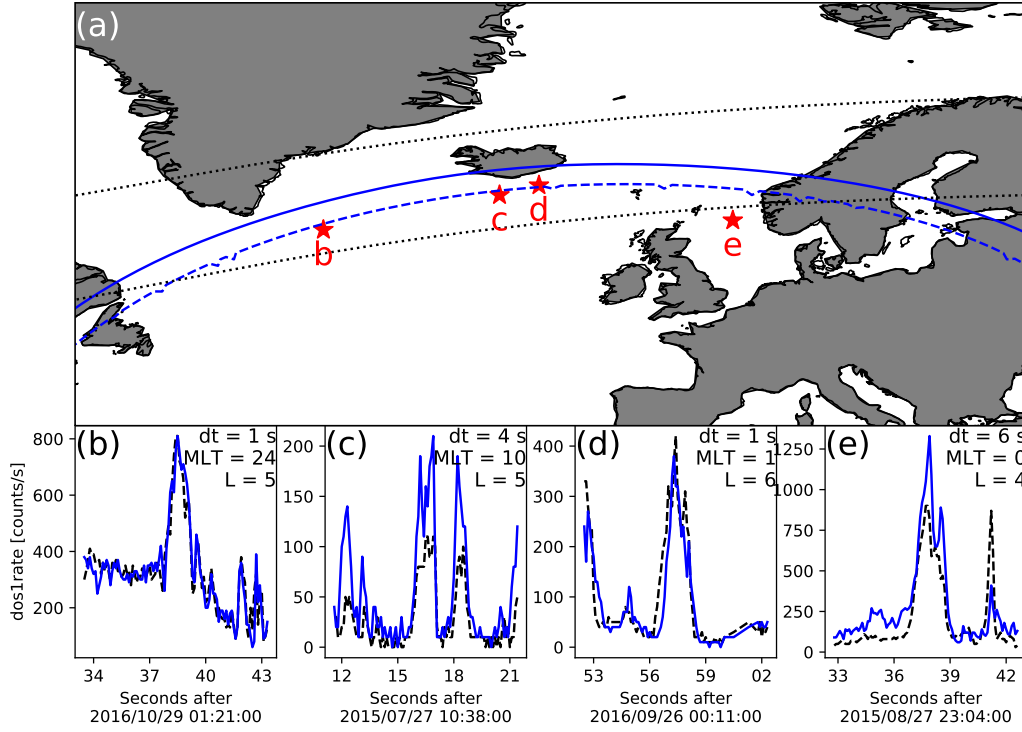 (a)
b
c
d
e
(b)
dt = 1 s
MLT = 24
L = 5
(c)
dt = 4 s
MLT = 10
L = 5
(d)
dt = 1 s
MLT = 1
L = 6
(e)
dt = 6 s
MLT = 0
L = 4
dos1rate [counts/s]
800
600
400
200
34 37 40 43
Seconds after
2016/10/29 01:21:00
200
150
100
50
0
12 15 18 21
Seconds after
2015/07/27 10:38:00
400
300
200
100
0
53 56 59 02
Seconds after
2016/09/26 00:11:00
1250
1000
750
500
250
0
33 36 39 42
Seconds after
2015/08/27 23:04:00